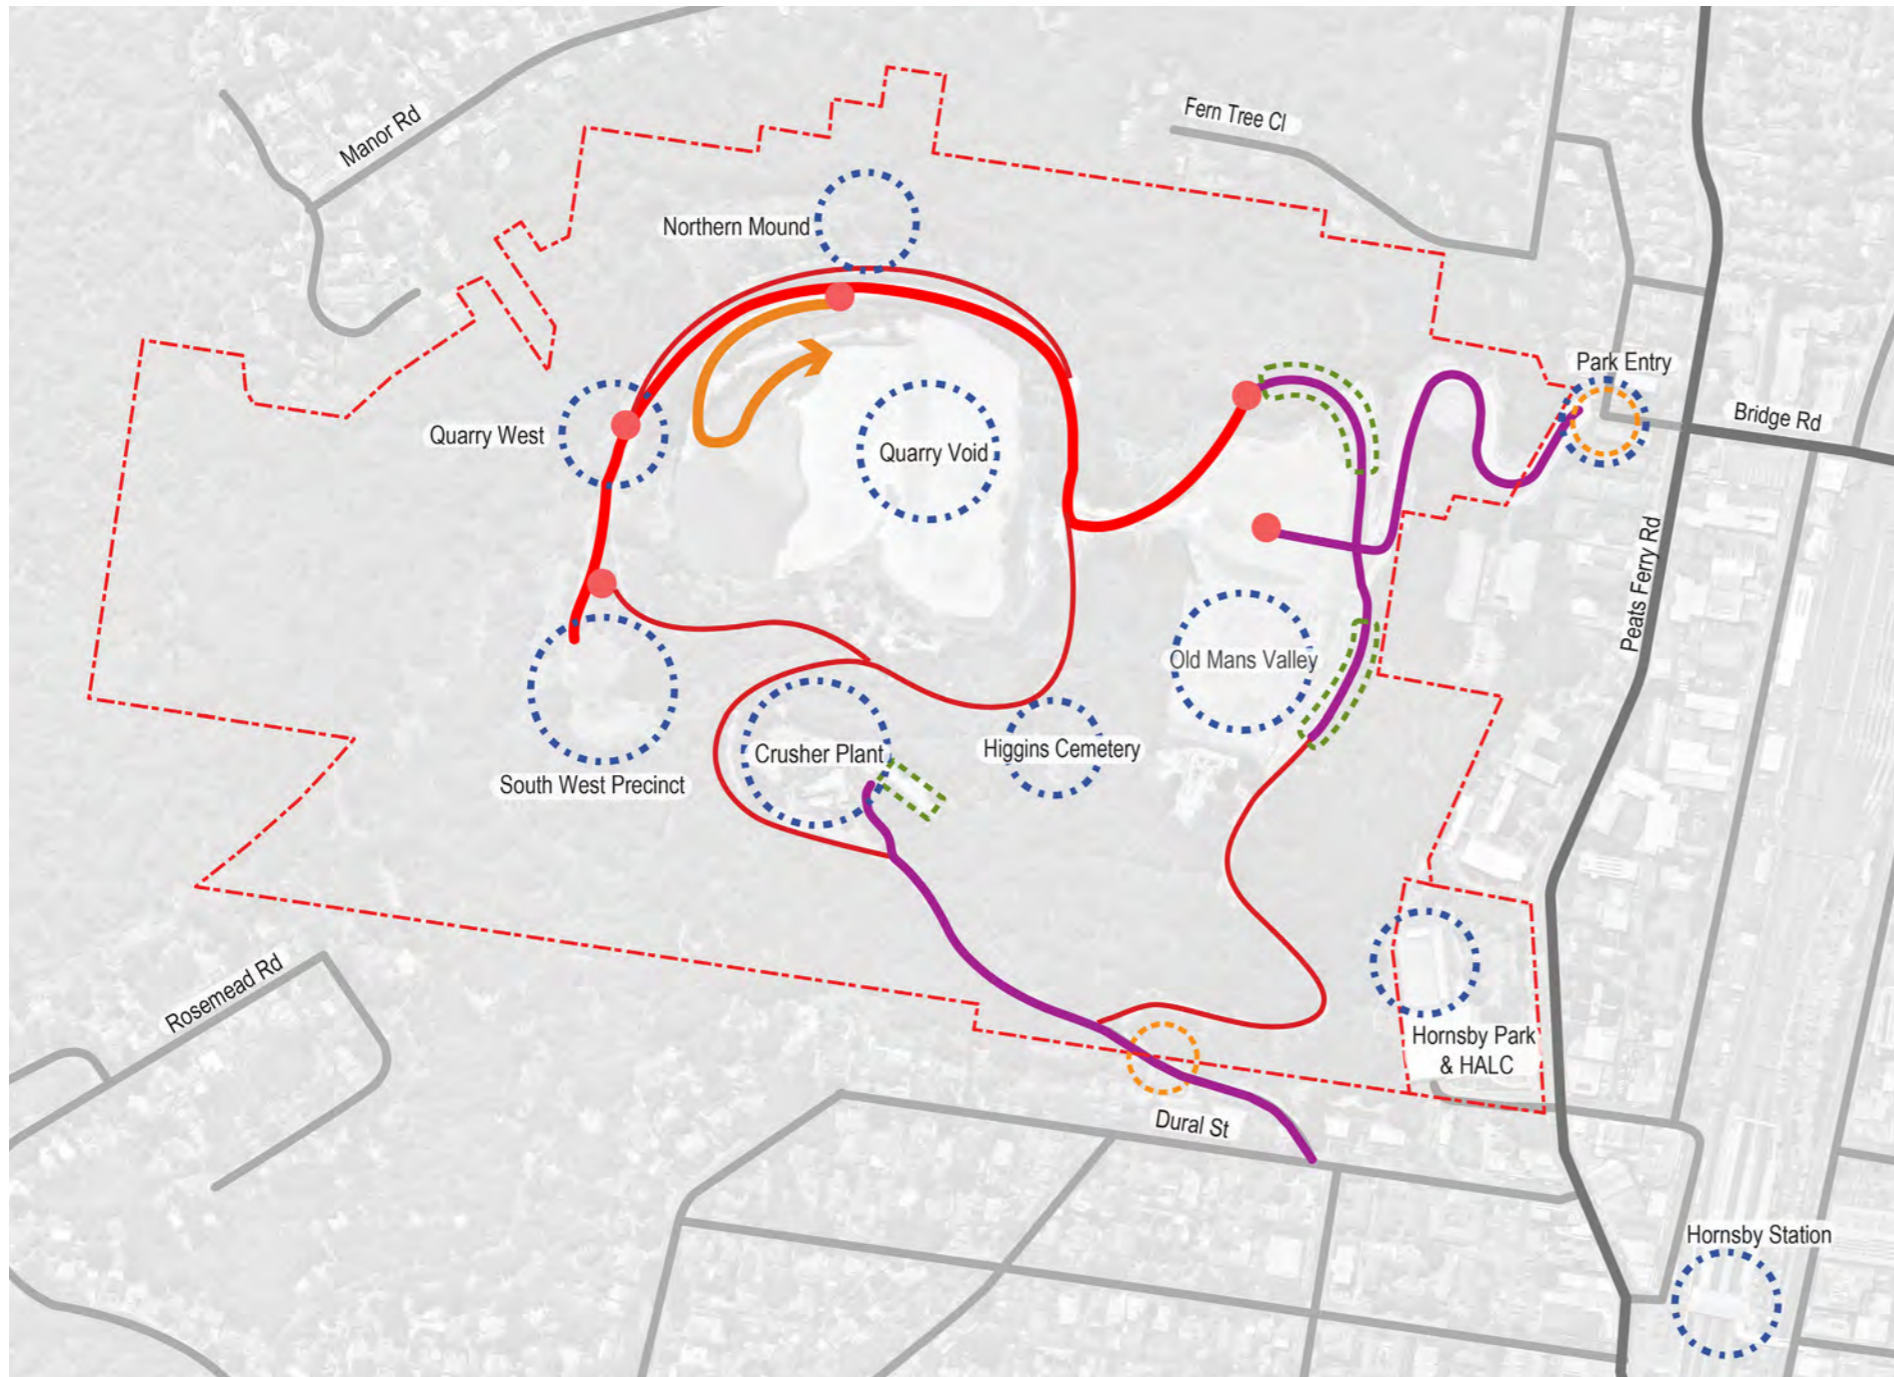 Manor Rd
Fern Tree Cl
Northern Mound
Park Entry
Bridge Rd
Quarry West
Quarry Void
Peats Ferry Rd
Old Mans Valley
Crusher Plant
Higgins Cemetery
South West Precinct
Rosemead Rd
Hornsby Park
& HALC
Dural St
Hornsby Station